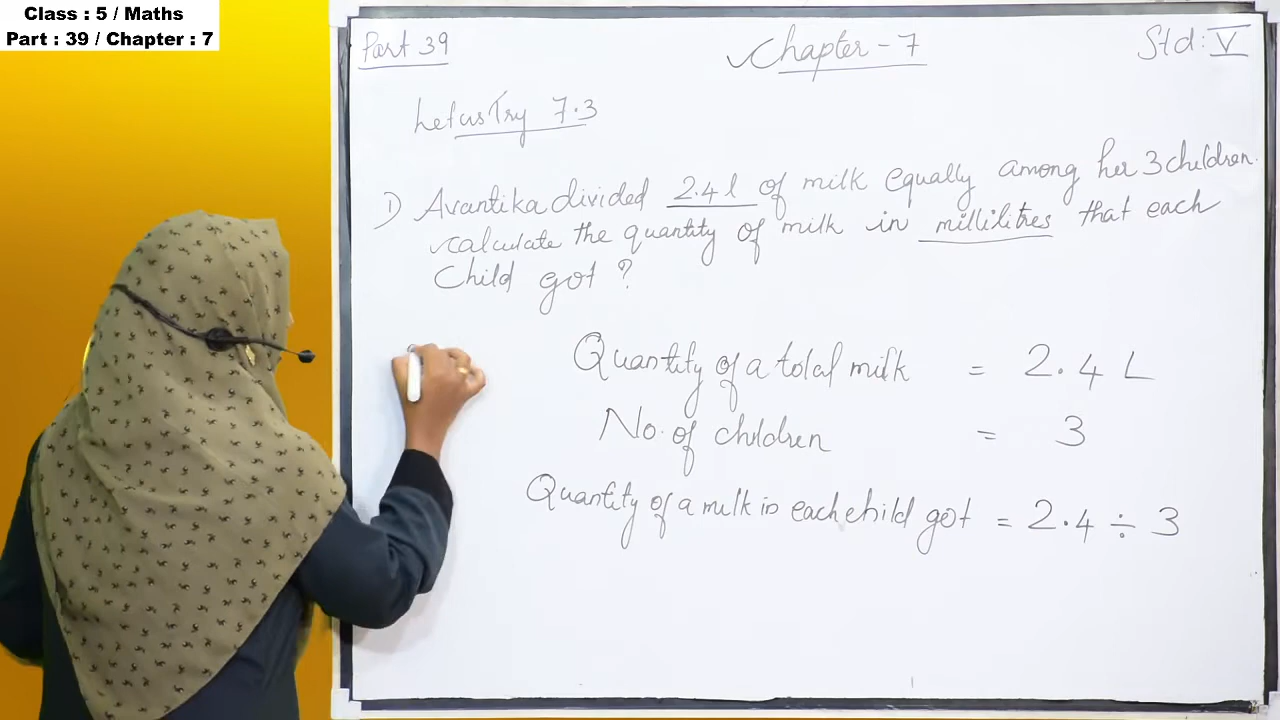 Class : 5 / Maths
Part : 39 / Chapter : 7
Part 39
Chapter - 7
Std : V
Let us Try 7.3
1) Avantika divided 2.4 l of milk equally among her 3 children.
calculate the quantity of milk in millilitres that each
child got ?
Quantity of a total milk = 2.4 L
No. of children = 3
Quantity of a milk is each child got = 2.4 ÷ 3